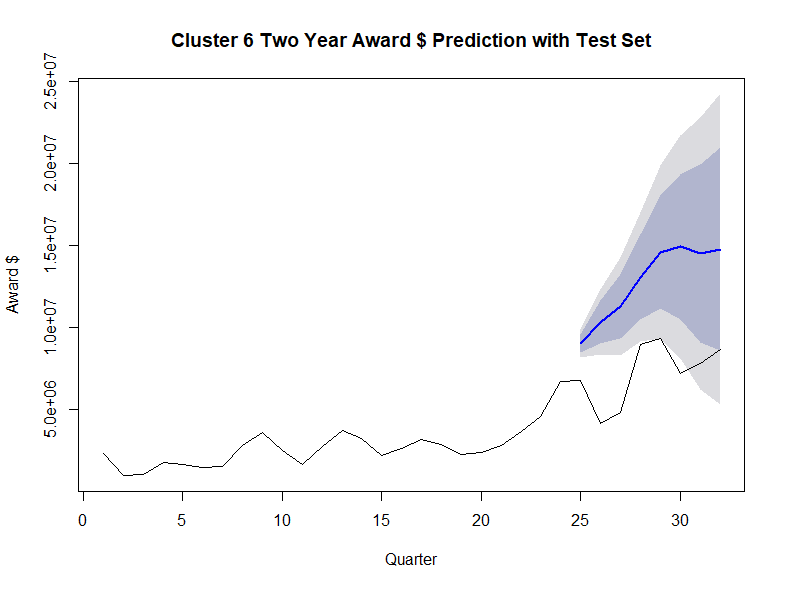 Cluster 6 Two Year Award $ Prediction with Test Set
2.5e+07
2.0e+07
1.5e+07
1.0e+07
5.0e+06
Award $
0 5 10 15 20 25 30
Quarter